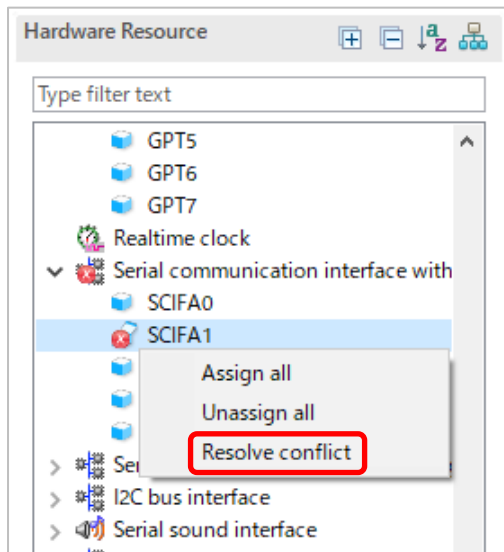 Hardware Resource
Type filter text
GPT5
GPT6
GPT7
Realtime clock
Serial communication interface with
SCIFA0
SCIFA1
Assign all
Unassign all
Resolve conflict
I2C bus interface
Serial sound interface